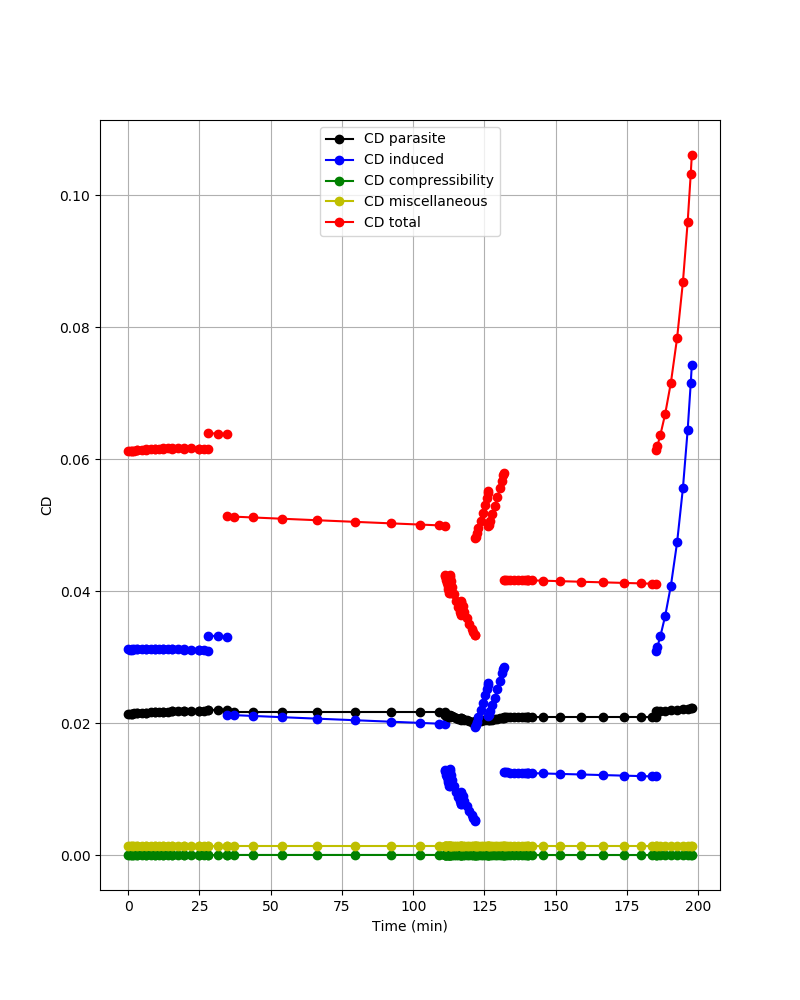 CD parasite
CD induced
CD compressibility
CD miscellaneous
CD total
0.10
0.08
0.06
0.04
0.02
0.00
CD
0 25 50 75 100 125 150 175 200
Time (min)